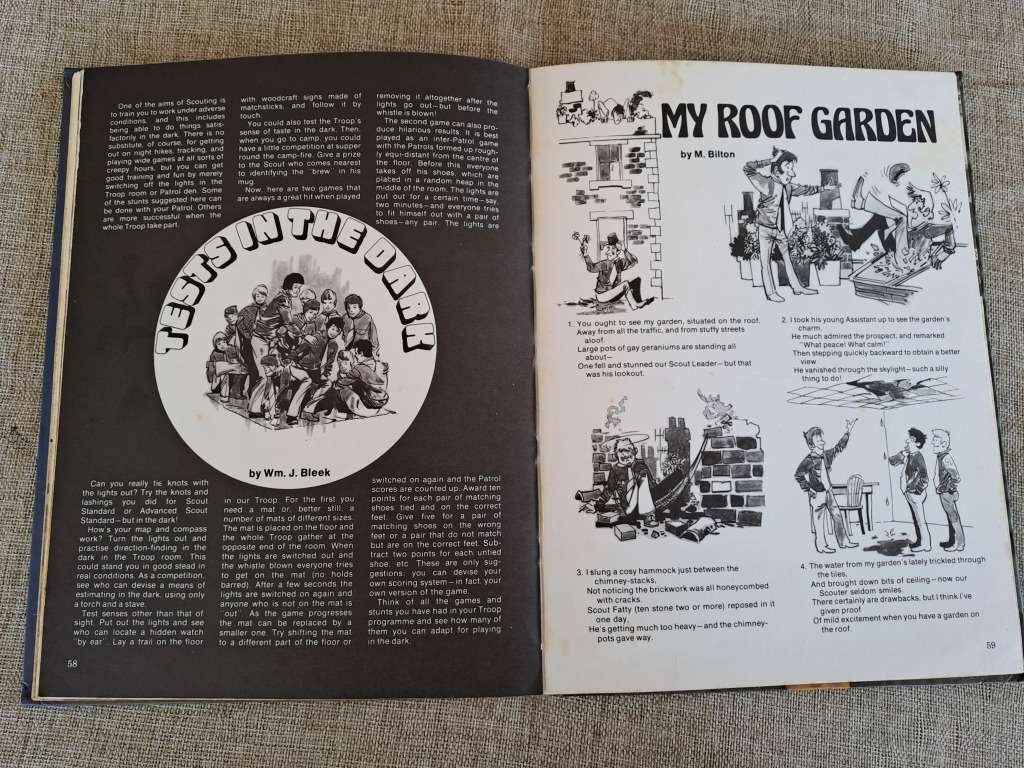 One of the aims of Scouting is
to train you to work under adverse
conditions, and this includes
being able to do things satis-
factorily in the dark. There is no
substitute, of course, for getting
out on night hikes, tracking, and
playing wide games at all sorts of
creepy hours, but you can get
good training and fun by merely
switching off the lights in the
Troop room or Patrol den. Some
of the stunts suggested here can
be done with your Patrol. Others
are more successful when the
whole Troop take part.
with woodcraft signs made of
matchsticks, and follow it by
touch.
You could also test the Troop's
sense of taste in the dark. Then,
when you go to camp, you could
have a little competition at supper
round the camp-fire. Give a prize
to the Scout who comes nearest
to identifying the "brew" in his
mug.
Now, here are two games that
are always a great hit when played
removing it altogether after the
lights go out—but before the
whistle is blown!
The second game can also pro-
duce hilarious results. It is best
played as an inter-Patrol game
with the Patrols formed up rough-
ly equi-distant from the centre of
the floor. Before this, everyone
takes off his shoes, which are
placed in a random heap in the
middle of the room. The lights are
put out for a certain time—say,
two minutes—and everyone tries
to fit himself out with a pair of
shoes—any pair. The lights are
TESTS IN THE DARK
by Wm. J. Bleek
Can you really tie knots with
the lights out? Try the knots and
lashings you did for Scout
Standard or Advanced Scout
Standard—but in the dark!
How's your map and compass
work? Turn the lights out and
practise direction-finding in the
dark in the Troop room. This
could stand you in good stead in
real conditions. As a competition,
see who can devise a means of
estimating in the dark, using only
a torch and a stave.
Test senses other than that of
sight. Put out the lights and see
who can locate a hidden watch
'by ear'. Lay a trail on the floor
in our Troop. For the first you
need a mat or, better still, a
number of mats of different sizes.
The mat is placed on the floor and
the whole Troop gather at the
opposite end of the room. When
the lights are switched out and
the whistle blown everyone tries
to get on the mat (no holds
barred). After a few seconds the
lights are switched on again and
anyone who is not on the mat is
"out". As the game progresses
the mat can be replaced by a
smaller one. Try shifting the mat
to a different part of the floor or
switched on again and the Patrol
scores are counted up. Award ten
points for each pair of matching
shoes tied and on the correct
feet. Give five for a pair of
matching shoes on the wrong
feet or a pair that do not match
but are on the correct feet. Sub-
tract two points for each untied
shoe, etc. These are only sug-
gestions; you can devise your
own scoring system—in fact, your
own version of the game.
Think of all the games and
stunts you have had in your Troop
programme and see how many of
them you can adapt for playing
in the dark.
58
MY ROOF GARDEN
by M. Bilton
1. You ought to see my garden, situated on the roof,
Away from all the traffic, and from stuffy streets
aloof.
Large pots of gay geraniums are standing all
about—
One fell and stunned our Scout Leader—but that
was his lookout.
2. I took his young Assistant up to see the garden's
charm,
He much admired the prospect, and remarked
"What peace! What calm!"
Then stepping quickly backward to obtain a better
view
He vanished through the skylight—such a silly
thing to do!
3. I slung a cosy hammock just between the
chimney-stacks,
Not noticing the brickwork was all honeycombed
with cracks.
Scout Fatty (ten stone two or more) reposed in it
one day,
He's getting much too heavy—and the chimney-
pots gave way.
4. The water from my garden's lately trickled through
the tiles,
And brought down bits of ceiling—now our
Scouter seldom smiles.
There certainly are drawbacks, but I think I've
given proof
Of mild excitement when you have a garden on
the roof.
59